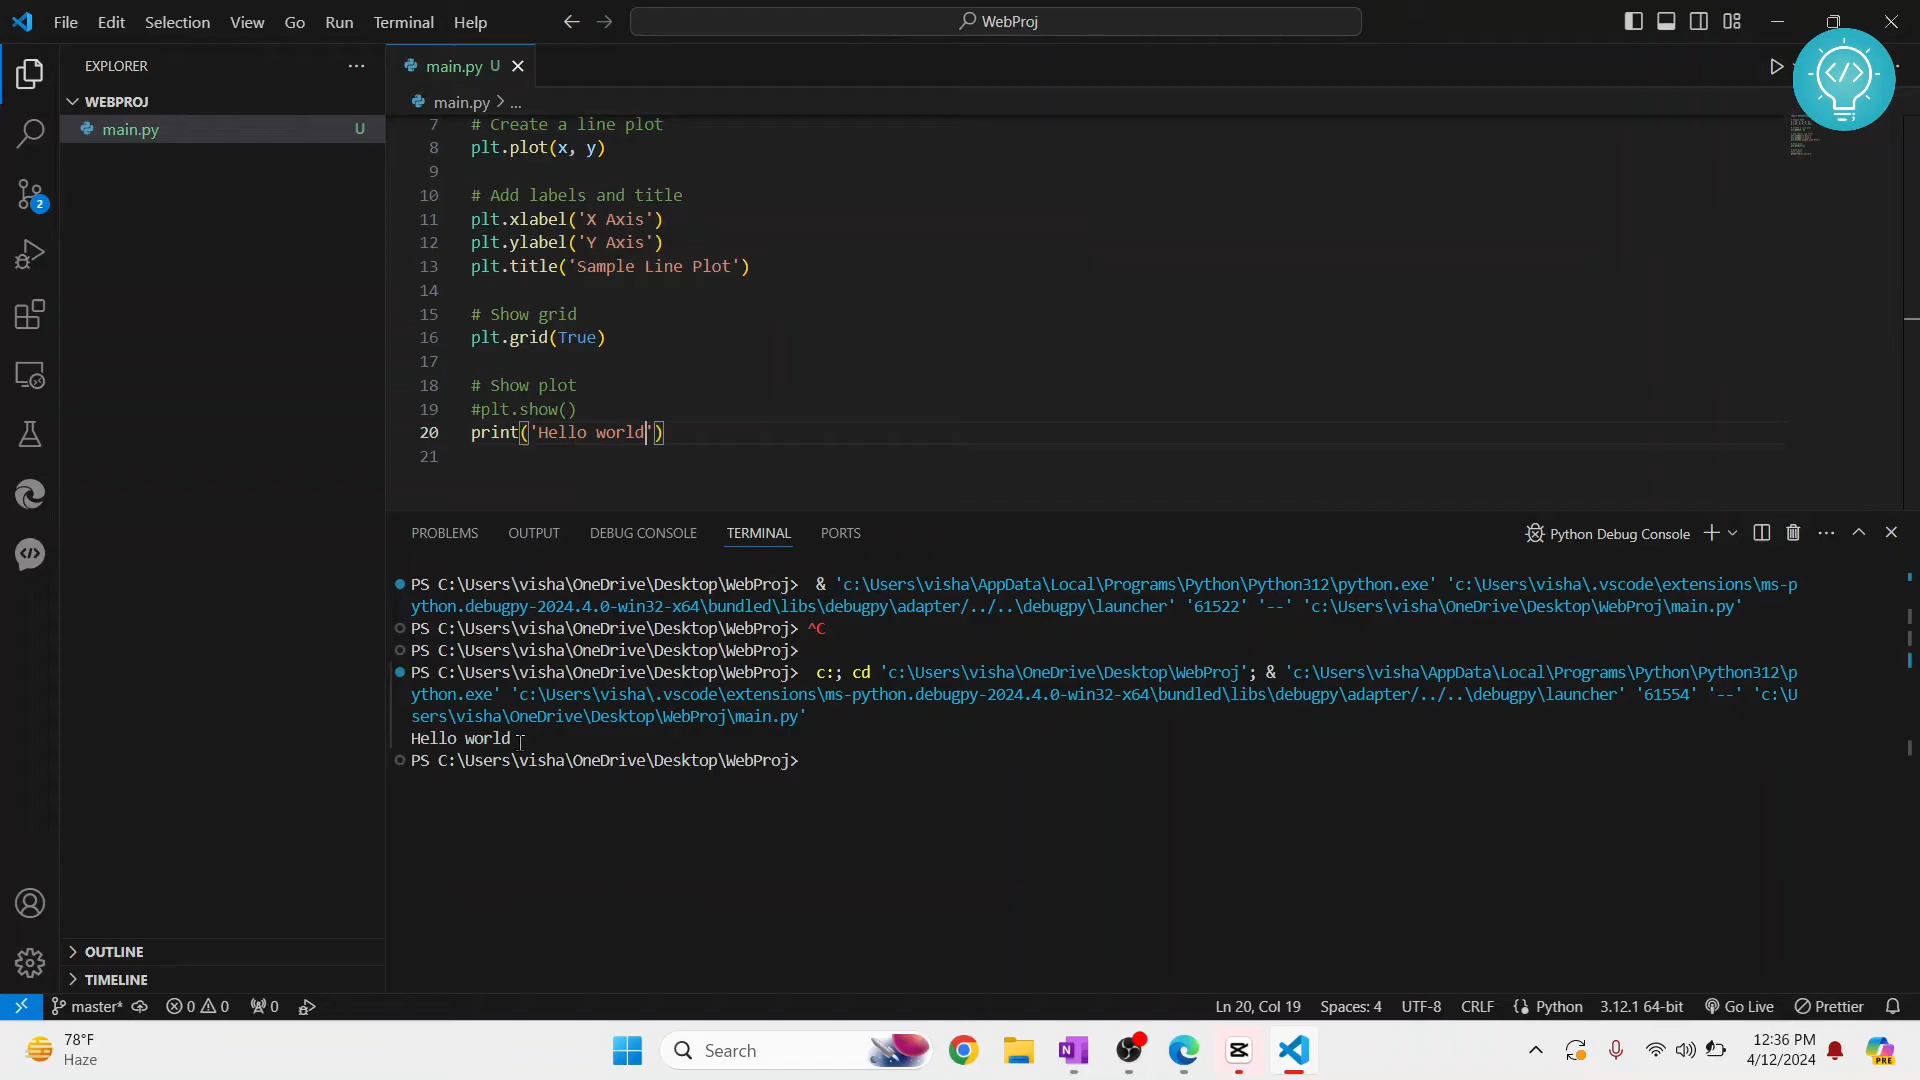 File Edit Selection View Go Run Terminal Help
WebProj
EXPLORER
WEBPROJ
main.py U
OUTLINE
TIMELINE
main.py U
main.py > ...
7 # Create a line plot
8 plt.plot(x, y)
9
10 # Add labels and title
11 plt.xlabel('X Axis')
12 plt.ylabel('Y Axis')
13 plt.title('Sample Line Plot')
14
15 # Show grid
16 plt.grid(True)
17
18 # Show plot
19 #plt.show()
20 print('Hello world')
21
PROBLEMS OUTPUT DEBUG CONSOLE TERMINAL PORTS
Python Debug Console
PS C:\Users\visha\OneDrive\Desktop\WebProj> & 'c:\Users\visha\AppData\Local\Programs\Python\Python312\python.exe' 'c:\Users\visha\.vscode\extensions\ms-p
ython.debugpy-2024.4.0-win32-x64\bundled\libs\debugpy\adapter/../..\debugpy\launcher' '61522' '--' 'c:\Users\visha\OneDrive\Desktop\WebProj\main.py'
PS C:\Users\visha\OneDrive\Desktop\WebProj> ^C
PS C:\Users\visha\OneDrive\Desktop\WebProj>
PS C:\Users\visha\OneDrive\Desktop\WebProj> c:; cd 'c:\Users\visha\OneDrive\Desktop\WebProj'; & 'c:\Users\visha\AppData\Local\Programs\Python\Python312\p
ython.exe' 'c:\Users\visha\.vscode\extensions\ms-python.debugpy-2024.4.0-win32-x64\bundled\libs\debugpy\adapter/../..\debugpy\launcher' '61554' '--' 'c:\U
sers\visha\OneDrive\Desktop\WebProj\main.py'
Hello world
PS C:\Users\visha\OneDrive\Desktop\WebProj>
2
master* 0 0 0
Ln 20, Col 19 Spaces: 4 UTF-8 CRLF Python 3.12.1 64-bit Go Live Prettier
78°F
Haze
Search
12:36 PM
4/12/2024
PRE